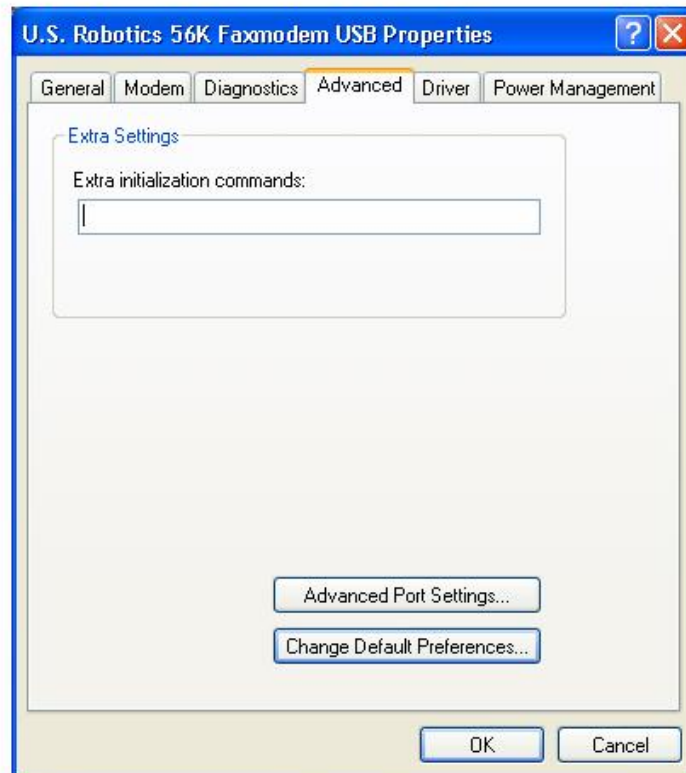 U.S. Robotics 56K Faxmodem USB Properties
General Modem Diagnostics Advanced Driver Power Management
Extra Settings
Extra initialization commands:
Advanced Port Settings...
Change Default Preferences...
OK Cancel